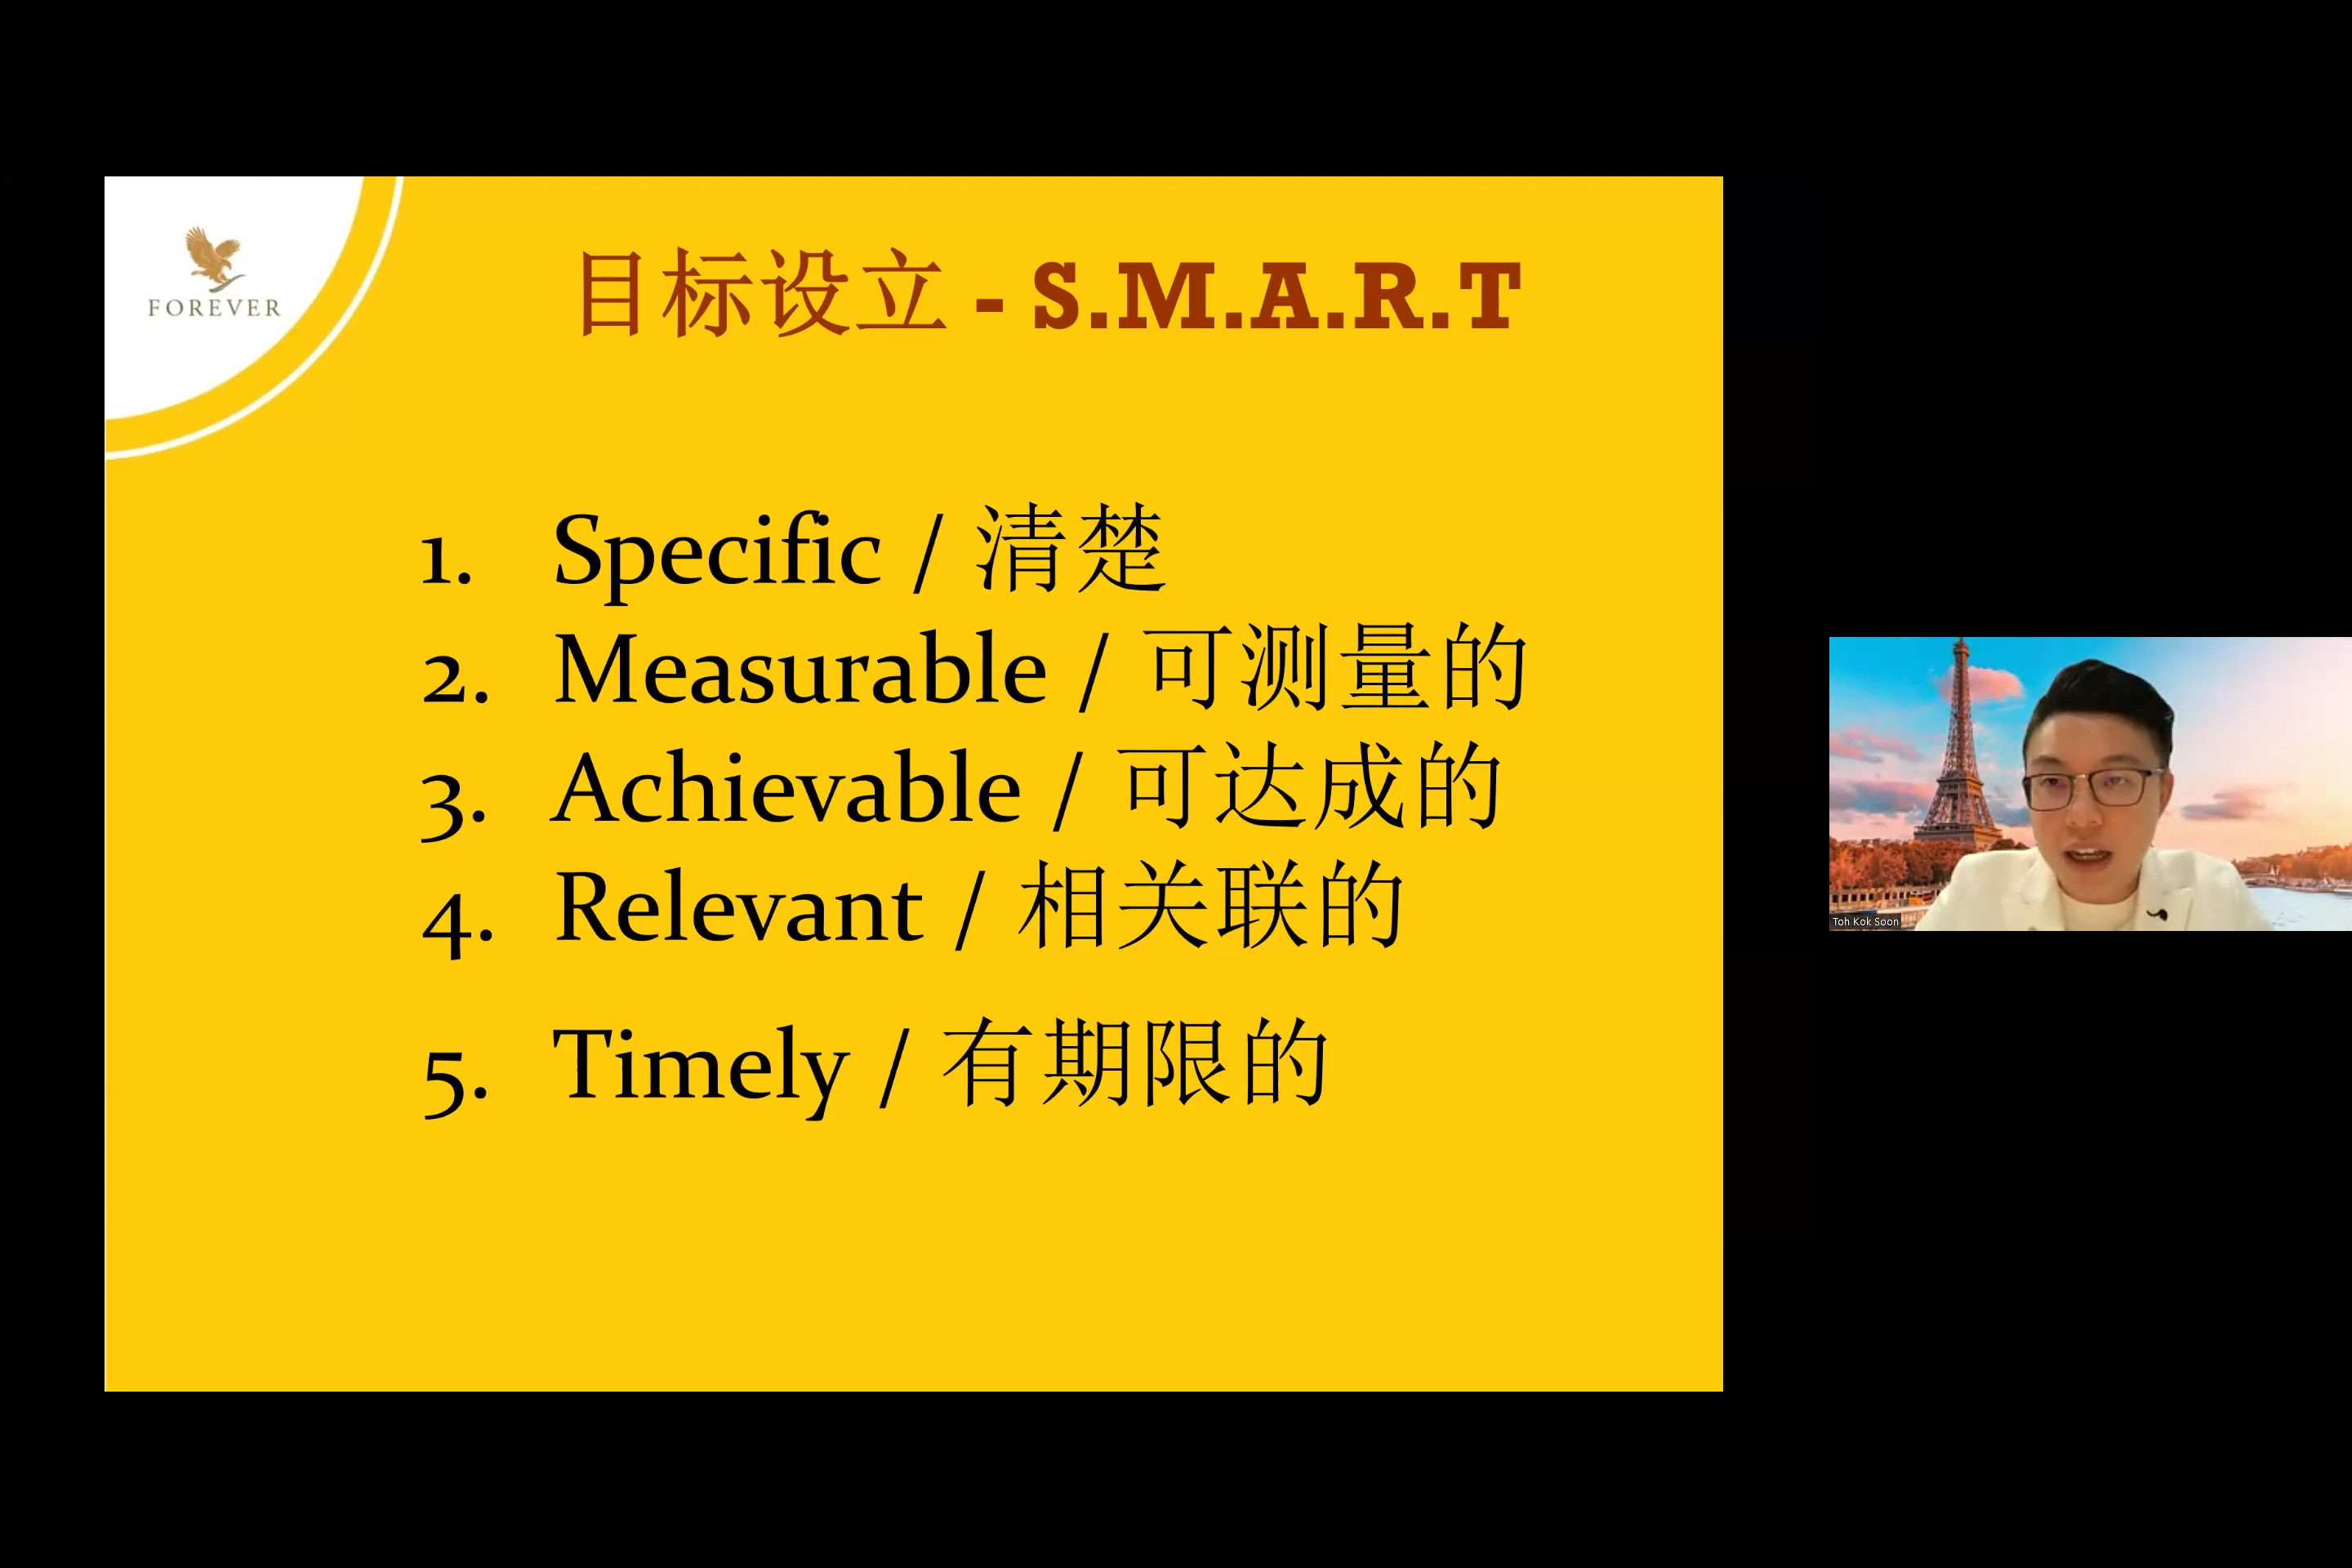 FOREVER
目标设立 - S.M.A.R.T
1. Specific / 清楚
2. Measurable / 可测量的
3. Achievable / 可达成的
4. Relevant / 相关联的
5. Timely / 有期限的
Toh Kok Soon